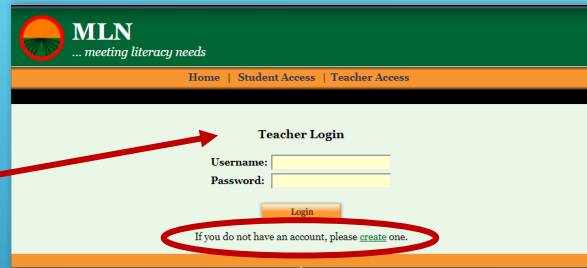 MLN
... meeting literacy needs
Home | Student Access | Teacher Access
Teacher Login
Username:
Password:
Login
If you do not have an account, please create one.